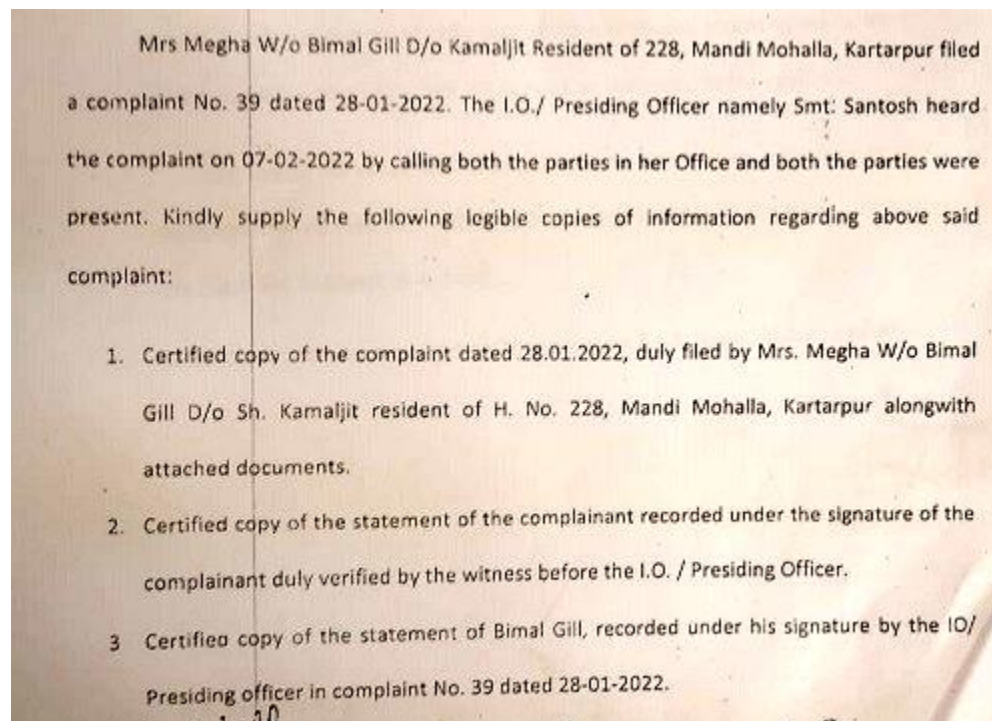 Mrs Megha W/o Bimal Gill D/o Kamaljit Resident of 228, Mandi Mohalla, Kartarpur filed
a complaint No. 39 dated 28-01-2022. The I.O./ Presiding Officer namely Smt: Santosh heard
the complaint on 07-02-2022 by calling both the parties in her Office and both the parties were
present. Kindly supply the following legible copies of information regarding above said
complaint:
1. Certified copy of the complaint dated 28.01.2022, duly filed by Mrs. Megha W/o Bimal
Gill D/o Sh. Kamaljit resident of H. No. 228, Mandi Mohalla, Kartarpur alongwith
attached documents.
2. Certified copy of the statement of the complainant recorded under the signature of the
complainant duly verified by the witness before the I.O. / Presiding Officer.
3 Certified copy of the statement of Bimal Gill, recorded under his signature by the IO/
Presiding officer in complaint No. 39 dated 28-01-2022.